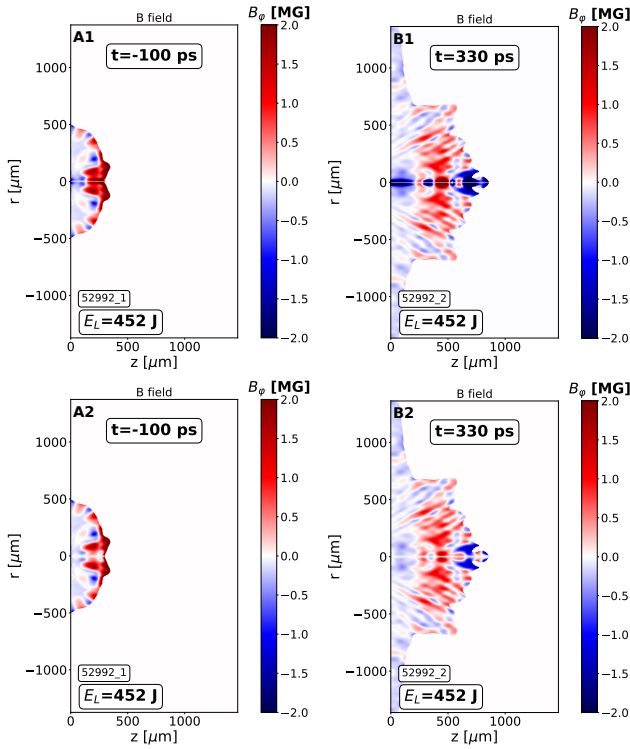 B field
B_φ [MG]
A1
t=-100 ps
r [μm]
1000
500
0
−500
−1000
52992_1
E_L=452 J
0
500
1000
z [μm]
2.0
1.5
1.0
0.5
0.0
−0.5
−1.0
−1.5
−2.0
B field
B_φ [MG]
B1
t=330 ps
r [μm]
1000
500
0
−500
−1000
52992_2
E_L=452 J
0
500
1000
z [μm]
2.0
1.5
1.0
0.5
0.0
−0.5
−1.0
−1.5
−2.0
B field
B_φ [MG]
A2
t=-100 ps
r [μm]
1000
500
0
−500
−1000
52992_1
E_L=452 J
0
500
1000
z [μm]
2.0
1.5
1.0
0.5
0.0
−0.5
−1.0
−1.5
−2.0
B field
B_φ [MG]
B2
t=330 ps
r [μm]
1000
500
0
−500
−1000
52992_2
E_L=452 J
0
500
1000
z [μm]
2.0
1.5
1.0
0.5
0.0
−0.5
−1.0
−1.5
−2.0